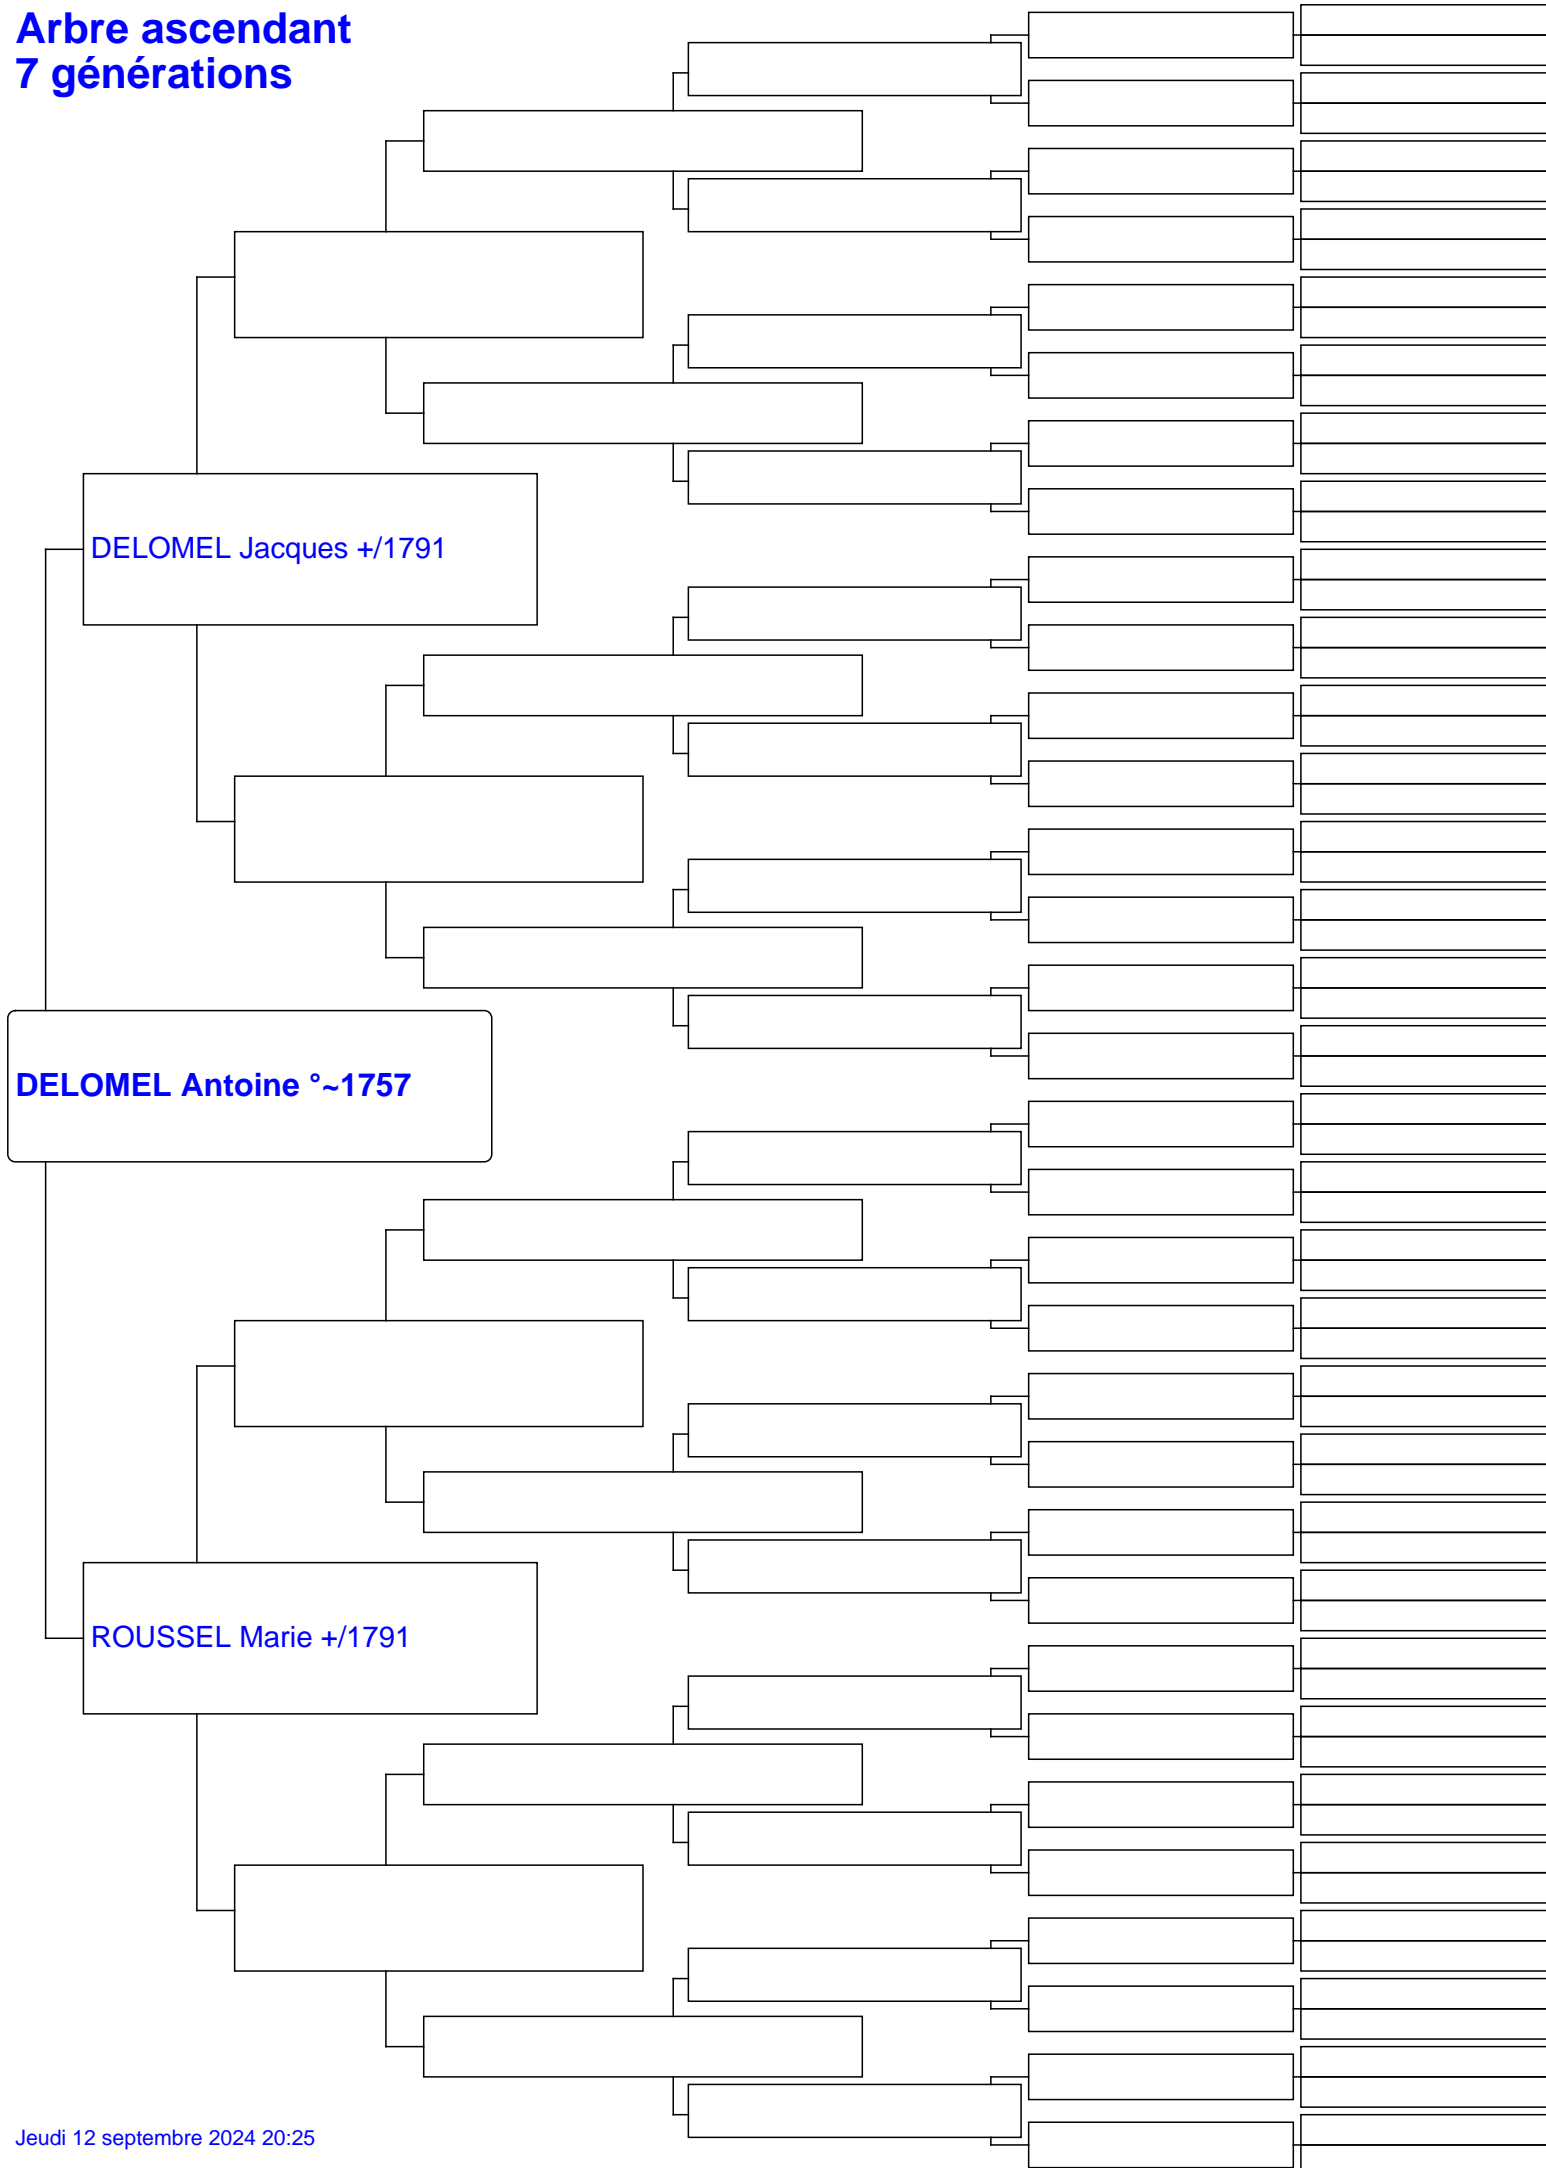 Arbre ascendant
7 générations
DELOMEL Jacques +/1791
DELOMEL Antoine °~1757
ROUSSEL Marie +/1791
Jeudi 12 septembre 2024 20:25